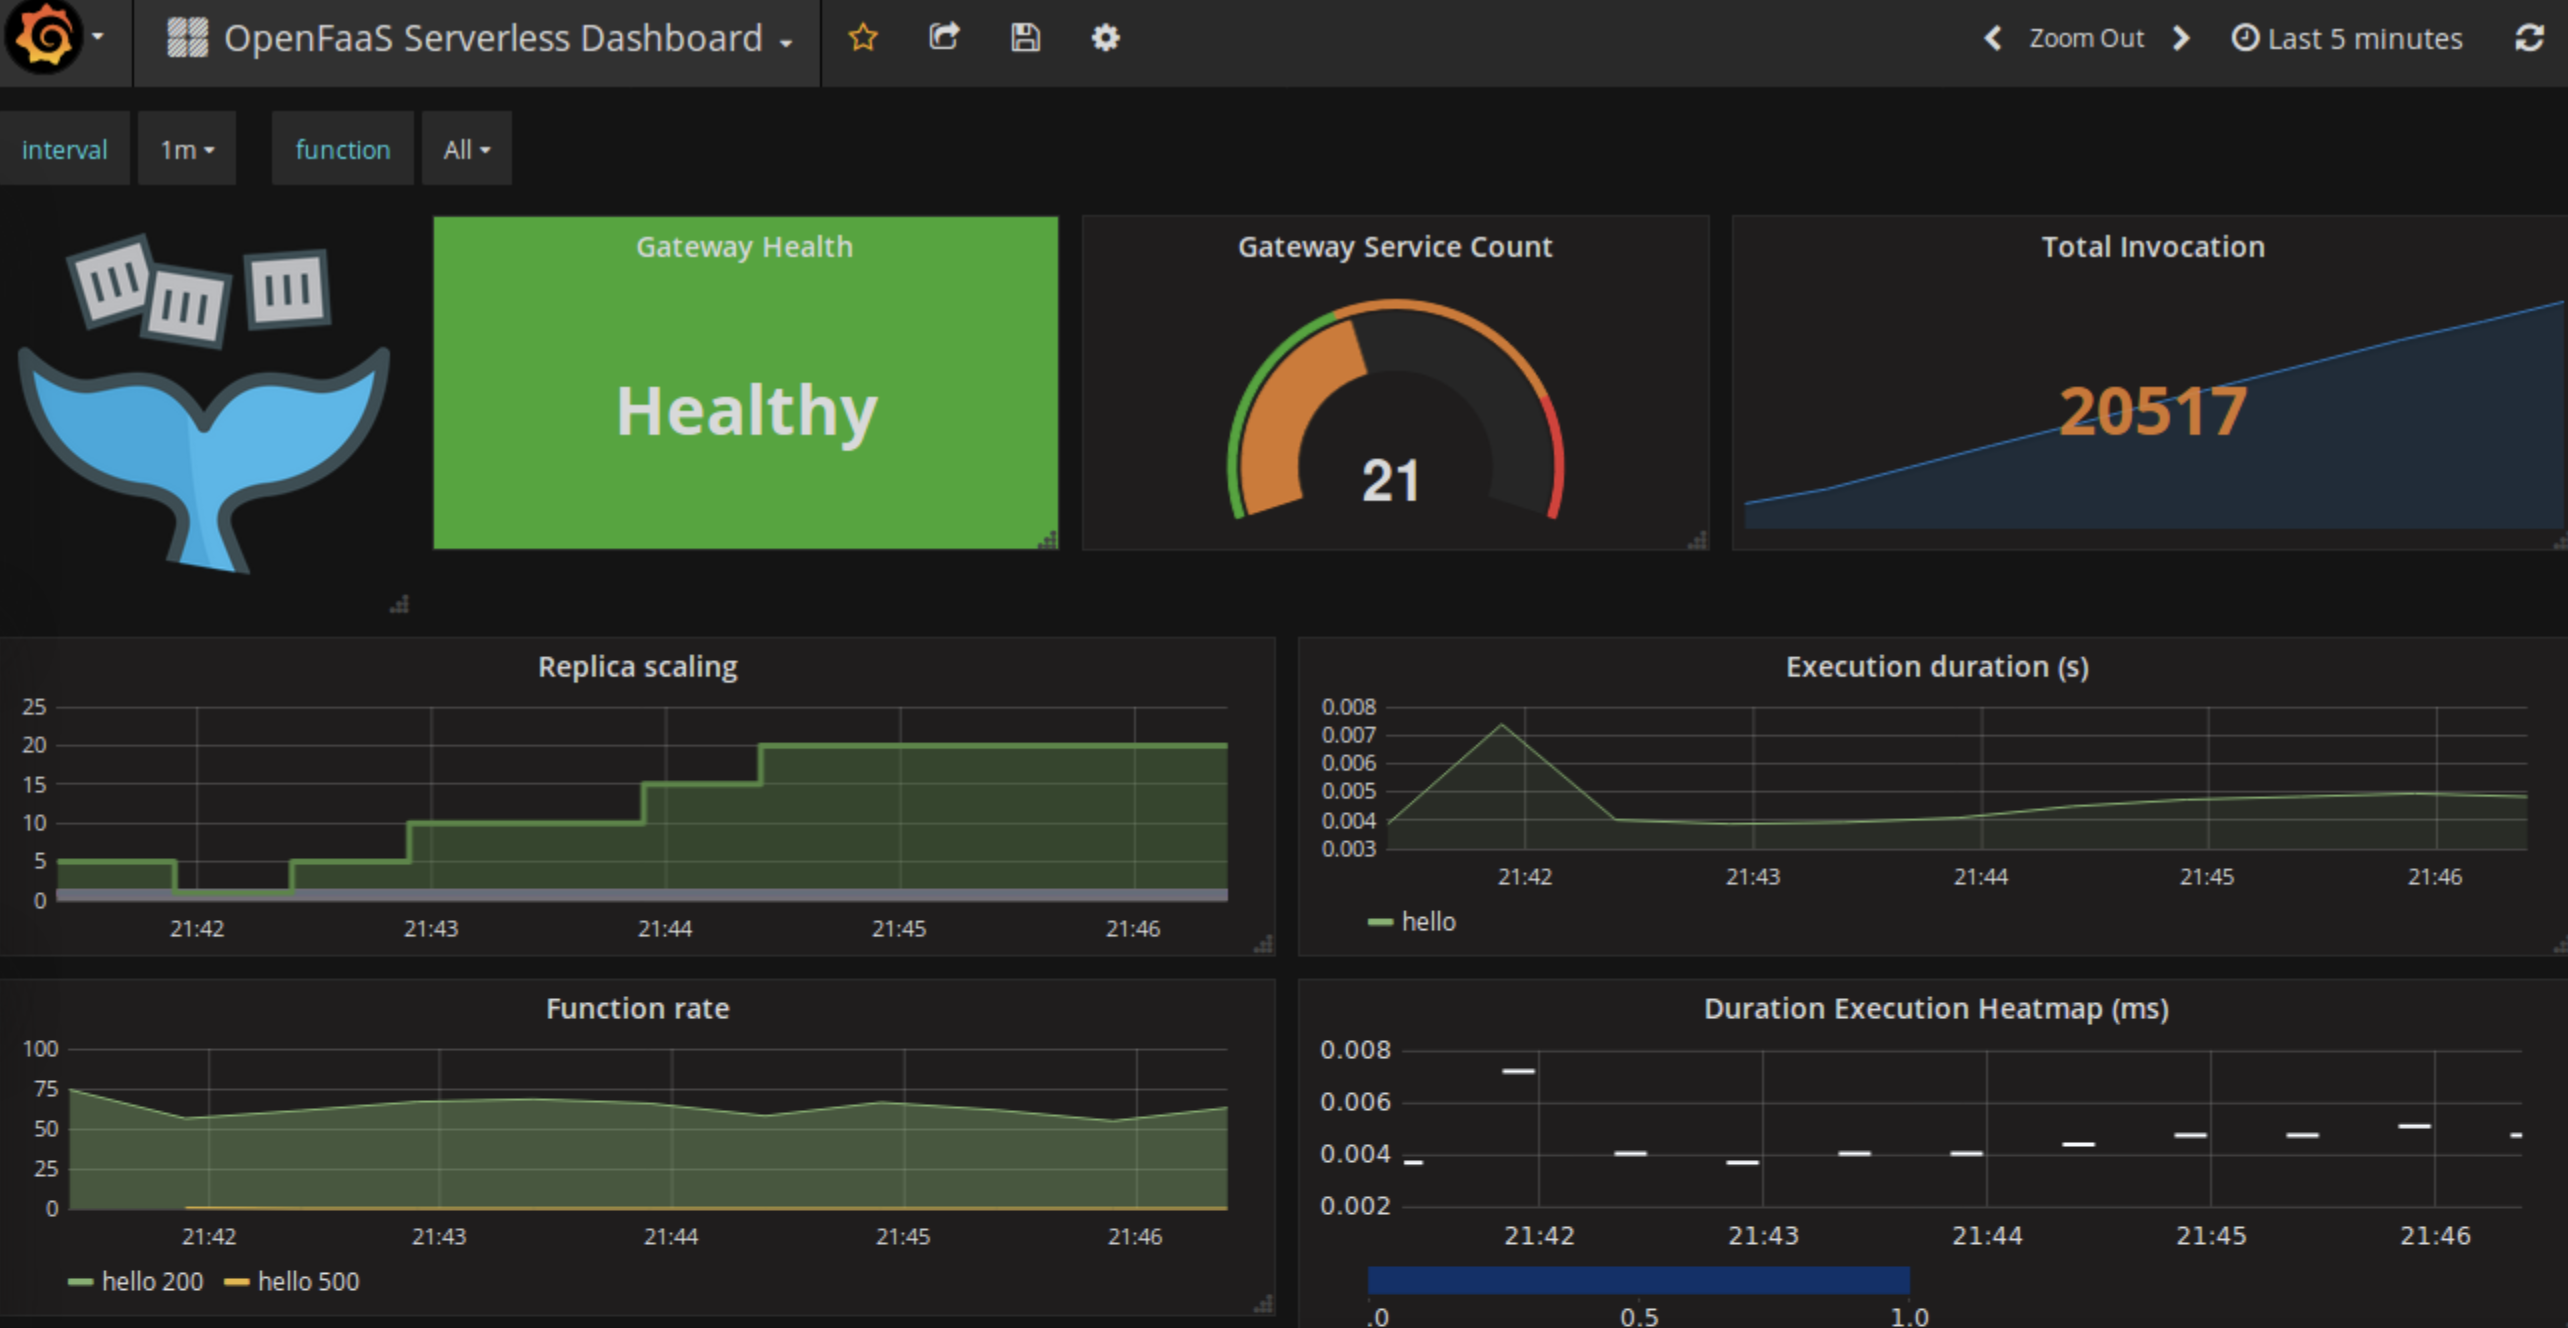 OpenFaaS Serverless Dashboard
Zoom Out
Last 5 minutes
interval
1m
function
All
Gateway Health
Healthy
Gateway Service Count
21
Total Invocation
20517
Replica scaling
25
20
15
10
5
0
21:42 21:43 21:44 21:45 21:46
Execution duration (s)
0.008
0.007
0.006
0.005
0.004
0.003
21:42 21:43 21:44 21:45 21:46
hello
Function rate
100
75
50
25
0
21:42 21:43 21:44 21:45 21:46
hello 200 hello 500
Duration Execution Heatmap (ms)
0.008
0.006
0.004
0.002
21:42 21:43 21:44 21:45 21:46
.0 0.5 1.0